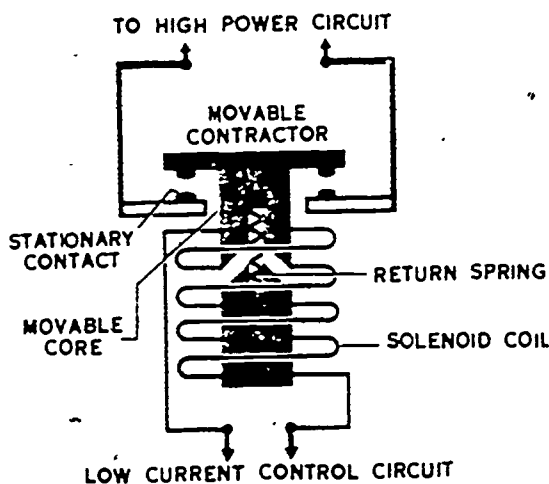 TO HIGH POWER CIRCUIT
MOVABLE
CONTRACTOR
STATIONARY
CONTACT
RETURN SPRING
MOVABLE
CORE
SOLENOID COIL
LOW CURRENT CONTROL CIRCUIT